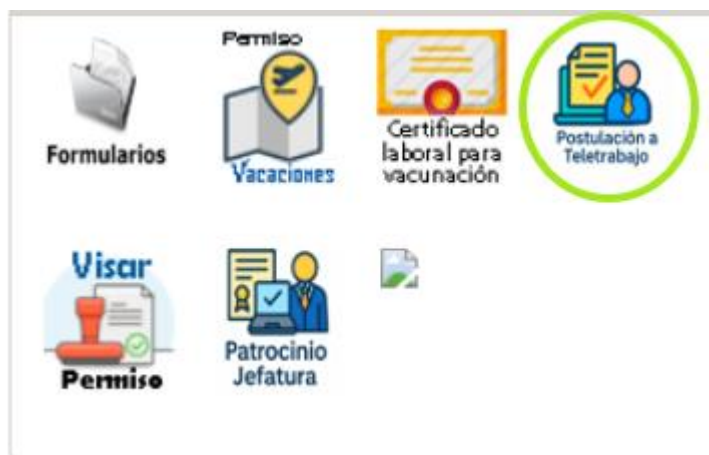 Formularios
Permiso
Vacaciones
Certificado
laboral para
vacunación
Postulación a
Teletrabajo
Visar
Permiso
Patrocinio
Jefatura